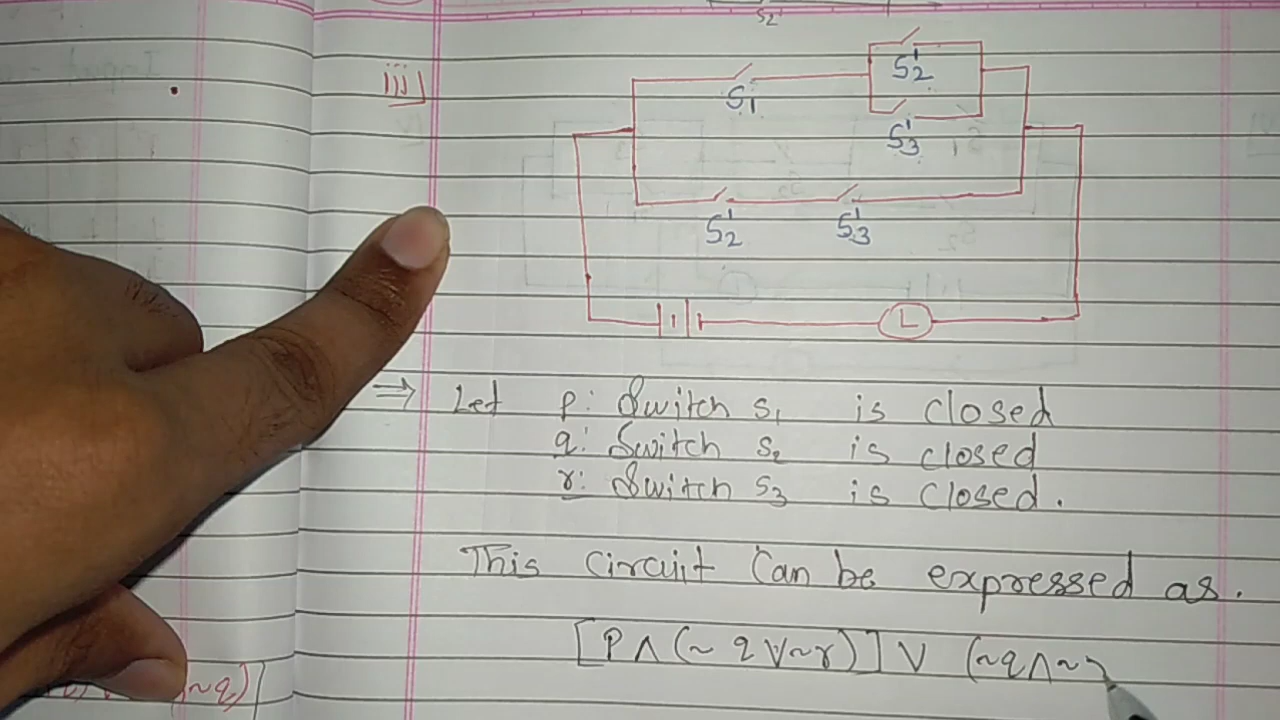 S2'
iii)
S1 S2'
S3'
S2' S3'
L
⇒ Let p: Switch S1 is closed
q: Switch S2 is closed
r: Switch S3 is closed.
This circuit can be expressed as.
[P ∧ (~ q ∨ ~ r)] ∨ (~q ∧ ~
~q)